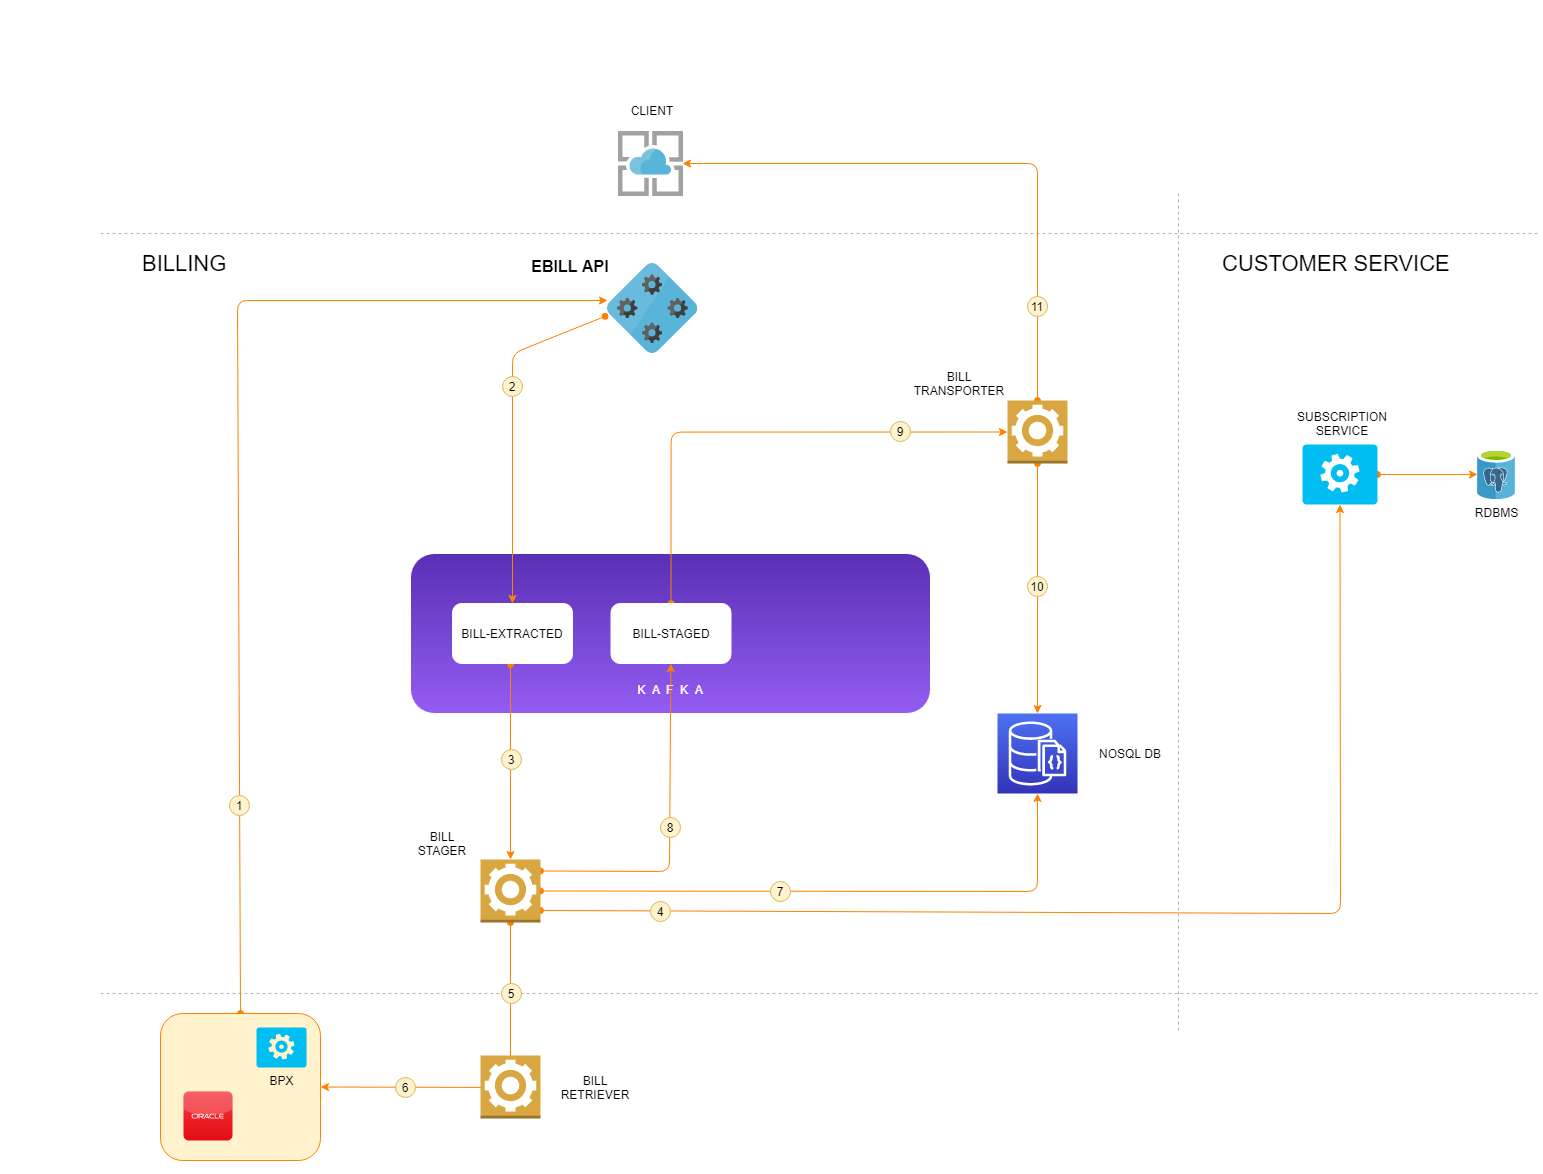 CLIENT
BILLING
EBILL API
CUSTOMER SERVICE
11
2
BILL
TRANSPORTER
9
SUBSCRIPTION
SERVICE
RDBMS
10
BILL-EXTRACTED
BILL-STAGED
KAFKA
3
NOSQL DB
1
8
BILL
STAGER
7
4
5
BPX
6
BILL
RETRIEVER
ORACLE